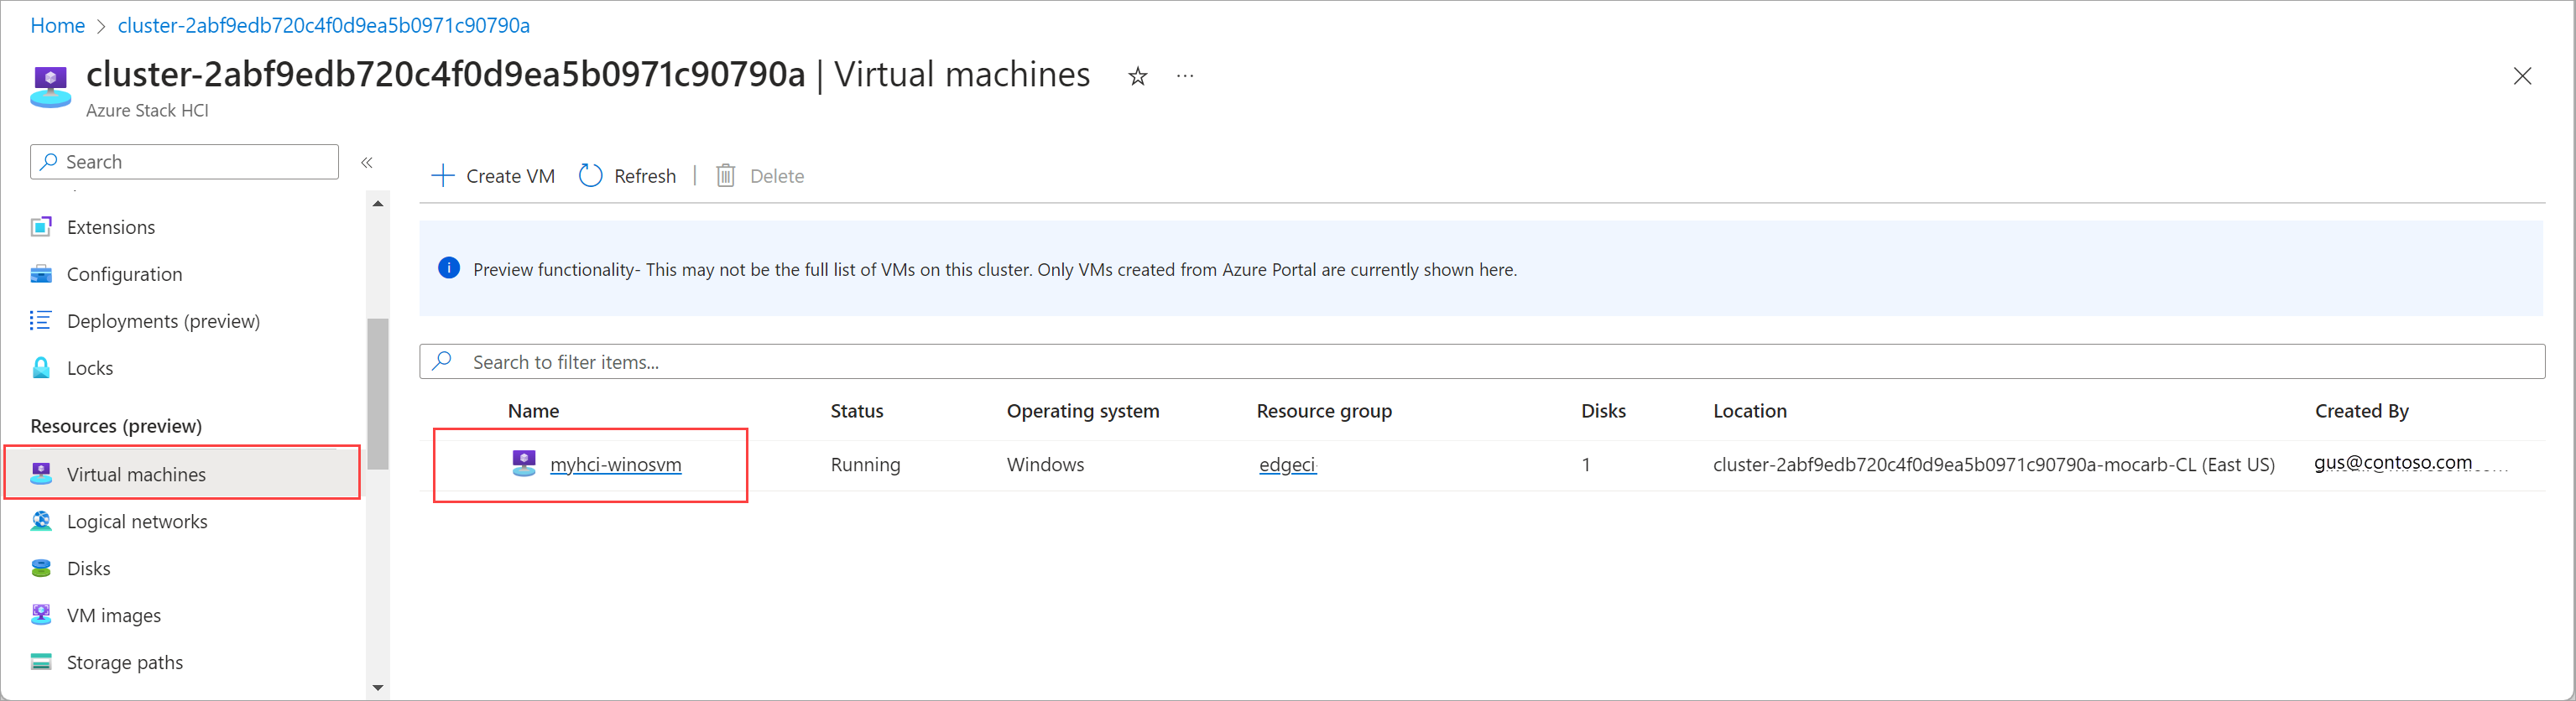 Home > cluster-2abf9edb720c4f0d9ea5b0971c90790a
cluster-2abf9edb720c4f0d9ea5b0971c90790a | Virtual machines
Azure Stack HCI
Search
Create VM Refresh | Delete
Extensions
Configuration
Deployments (preview)
Locks
Resources (preview)
Virtual machines
Logical networks
Disks
VM images
Storage paths
Preview functionality- This may not be the full list of VMs on this cluster. Only VMs created from Azure Portal are currently shown here.
Search to filter items...
Name Status Operating system Resource group Disks Location Created By
myhci-winosvm Running Windows edgeci 1 cluster-2abf9edb720c4f0d9ea5b0971c90790a-mocarb-CL (East US) gus@contoso.com